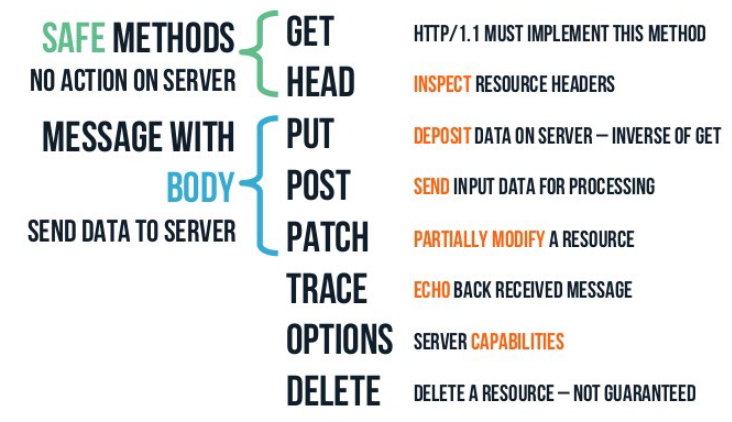 SAFE METHODS
NO ACTION ON SERVER
MESSAGE WITH
BODY
SEND DATA TO SERVER
GET HTTP/1.1 MUST IMPLEMENT THIS METHOD
HEAD INSPECT RESOURCE HEADERS
PUT DEPOSIT DATA ON SERVER – INVERSE OF GET
POST SEND INPUT DATA FOR PROCESSING
PATCH PARTIALLY MODIFY A RESOURCE
TRACE ECHO BACK RECEIVED MESSAGE
OPTIONS SERVER CAPABILITIES
DELETE DELETE A RESOURCE – NOT GUARANTEED